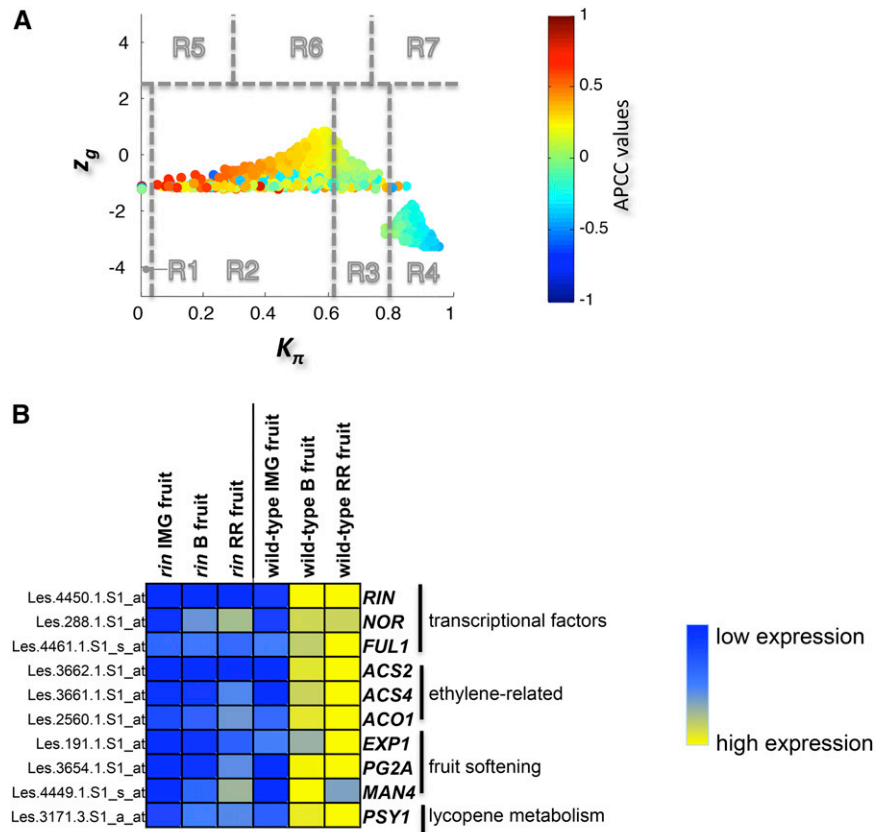 A
R5 R6 R7
4
2
0
-2
-4
z_g
R1 R2 R3 R4
0 0.2 0.4 0.6 0.8 1
K_π
1
0.5
0
-0.5
-1
APCC values
B
rin IMG fruit
rin B fruit
rin RR fruit
wild-type IMG fruit
wild-type B fruit
wild-type RR fruit
Les.4450.1.S1_at RIN
Les.288.1.S1_at NOR
Les.4461.1.S1_s_at FUL1
transcriptional factors
Les.3662.1.S1_at ACS2
Les.3661.1.S1_at ACS4
Les.2560.1.S1_at ACO1
ethylene-related
Les.191.1.S1_at EXP1
Les.3654.1.S1_at PG2A
Les.4449.1.S1_s_at MAN4
fruit softening
Les.3171.3.S1_a_at PSY1
lycopene metabolism
low expression
high expression